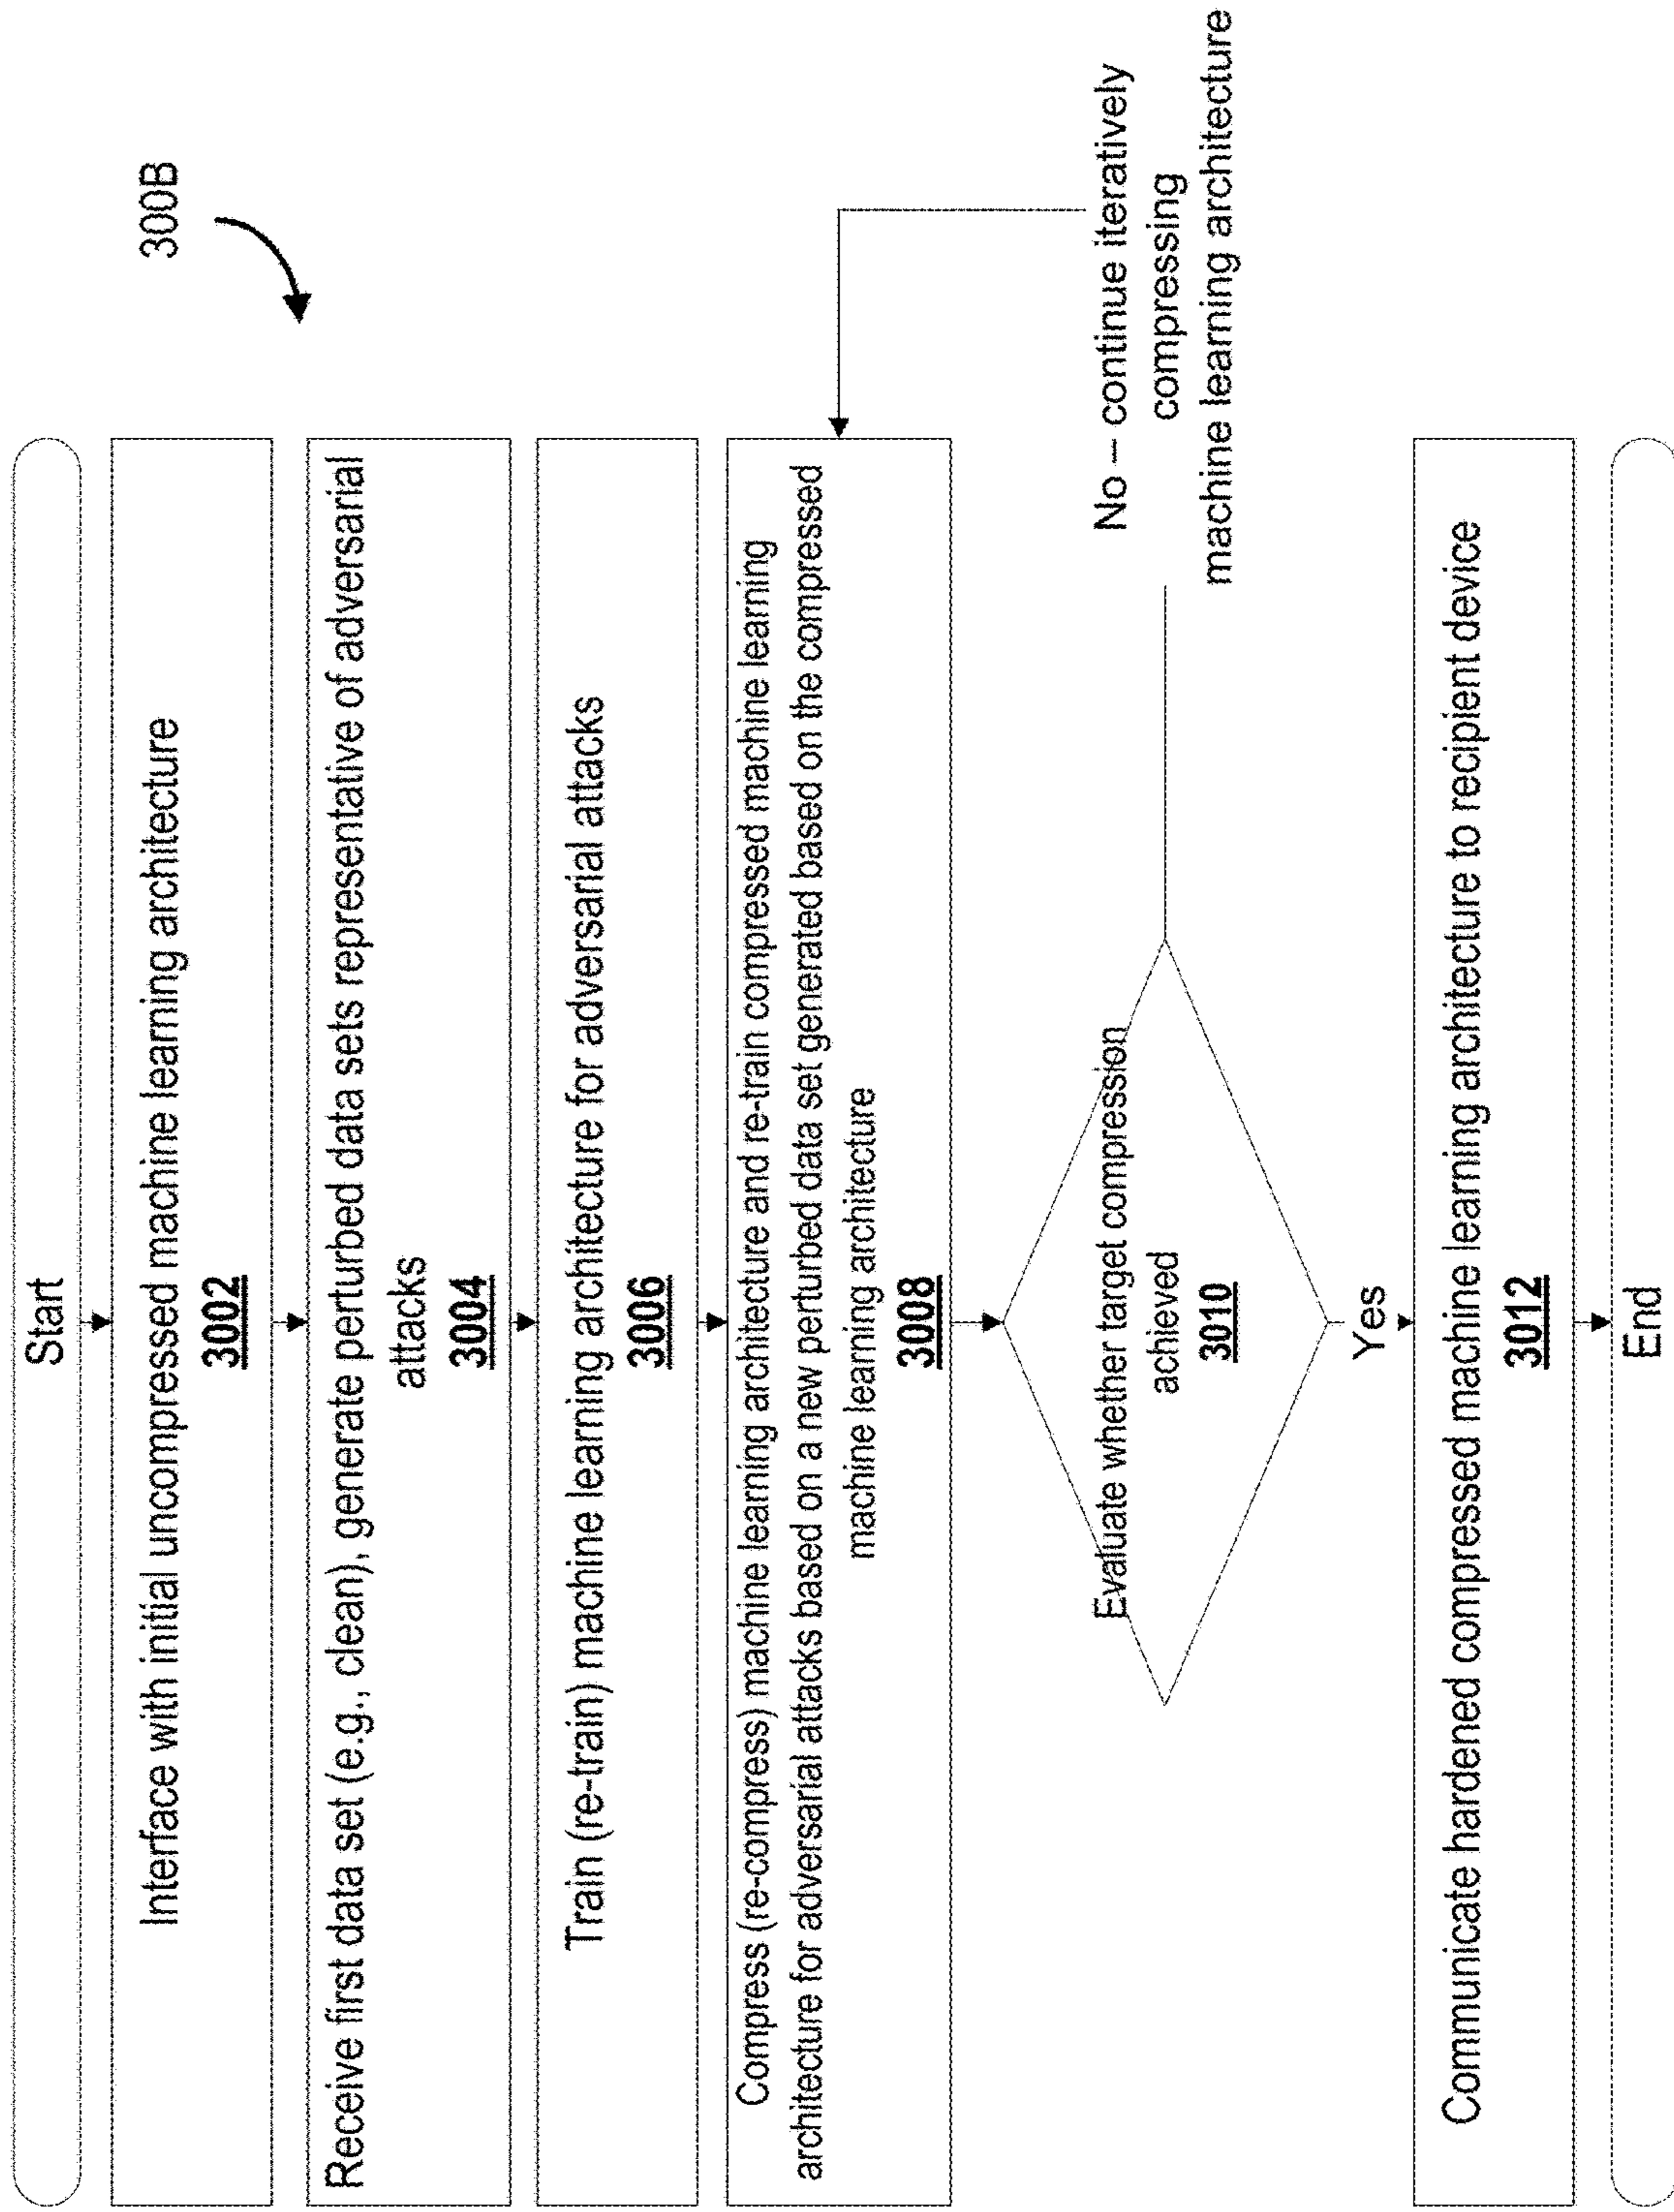 300B
Start
Interface with initial uncompressed machine learning architecture
3002
Receive first data set (e.g., clean), generate perturbed data sets representative of adversarial
attacks
3004
Train (re-train) machine learning architecture for adversarial attacks
3006
Compress (re-compress) machine learning architecture and re-train compressed machine learning
architecture for adversarial attacks based on a new perturbed data set generated based on the compressed
machine learning architecture
3008
Evaluate whether target compression
achieved
3010
No – continue iteratively
compressing
machine learning architecture
Yes
Communicate hardened compressed machine learning architecture to recipient device
3012
End